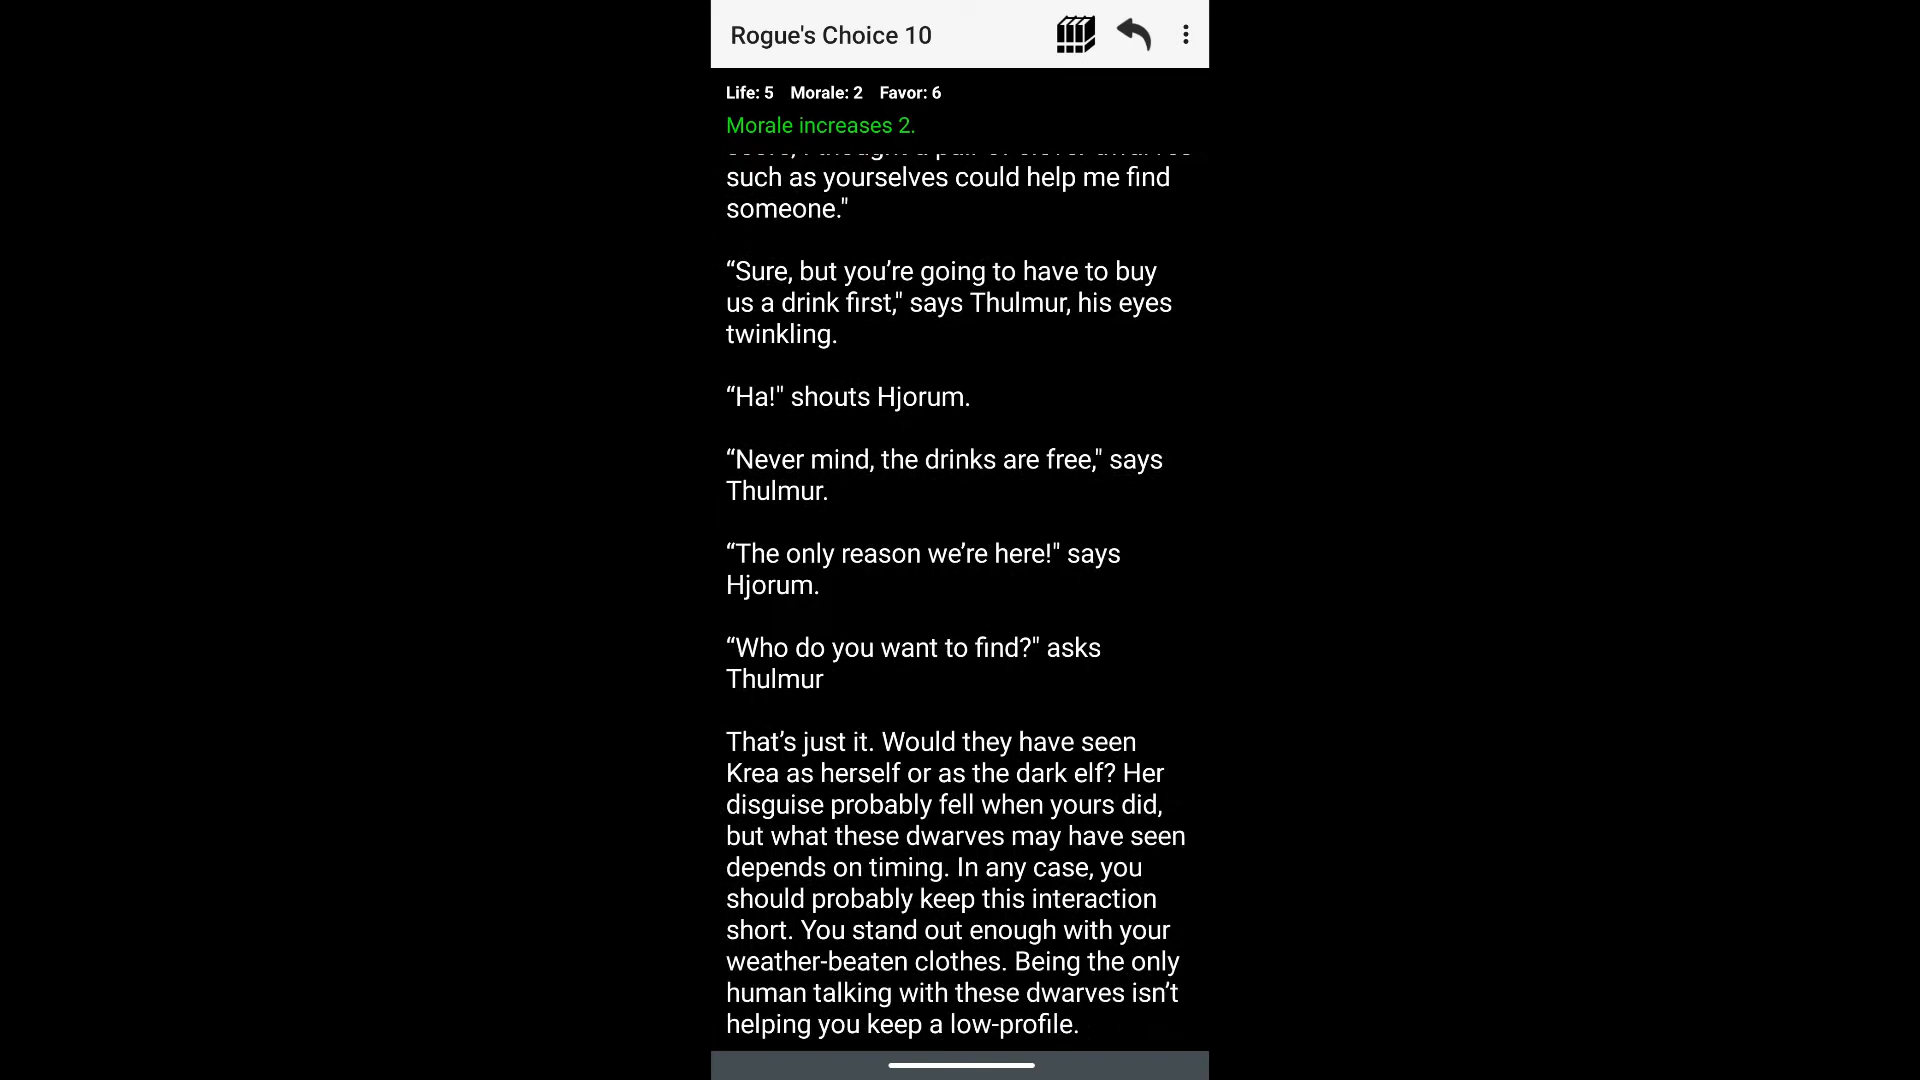 Rogue's Choice 10
Life: 5 Morale: 2 Favor: 6
Morale increases 2.
such as yourselves could help me find
someone."
“Sure, but you’re going to have to buy
us a drink first," says Thulmur, his eyes
twinkling.
“Ha!" shouts Hjorum.
“Never mind, the drinks are free," says
Thulmur.
“The only reason we’re here!" says
Hjorum.
“Who do you want to find?" asks
Thulmur
That’s just it. Would they have seen
Krea as herself or as the dark elf? Her
disguise probably fell when yours did,
but what these dwarves may have seen
depends on timing. In any case, you
should probably keep this interaction
short. You stand out enough with your
weather-beaten clothes. Being the only
human talking with these dwarves isn’t
helping you keep a low-profile.